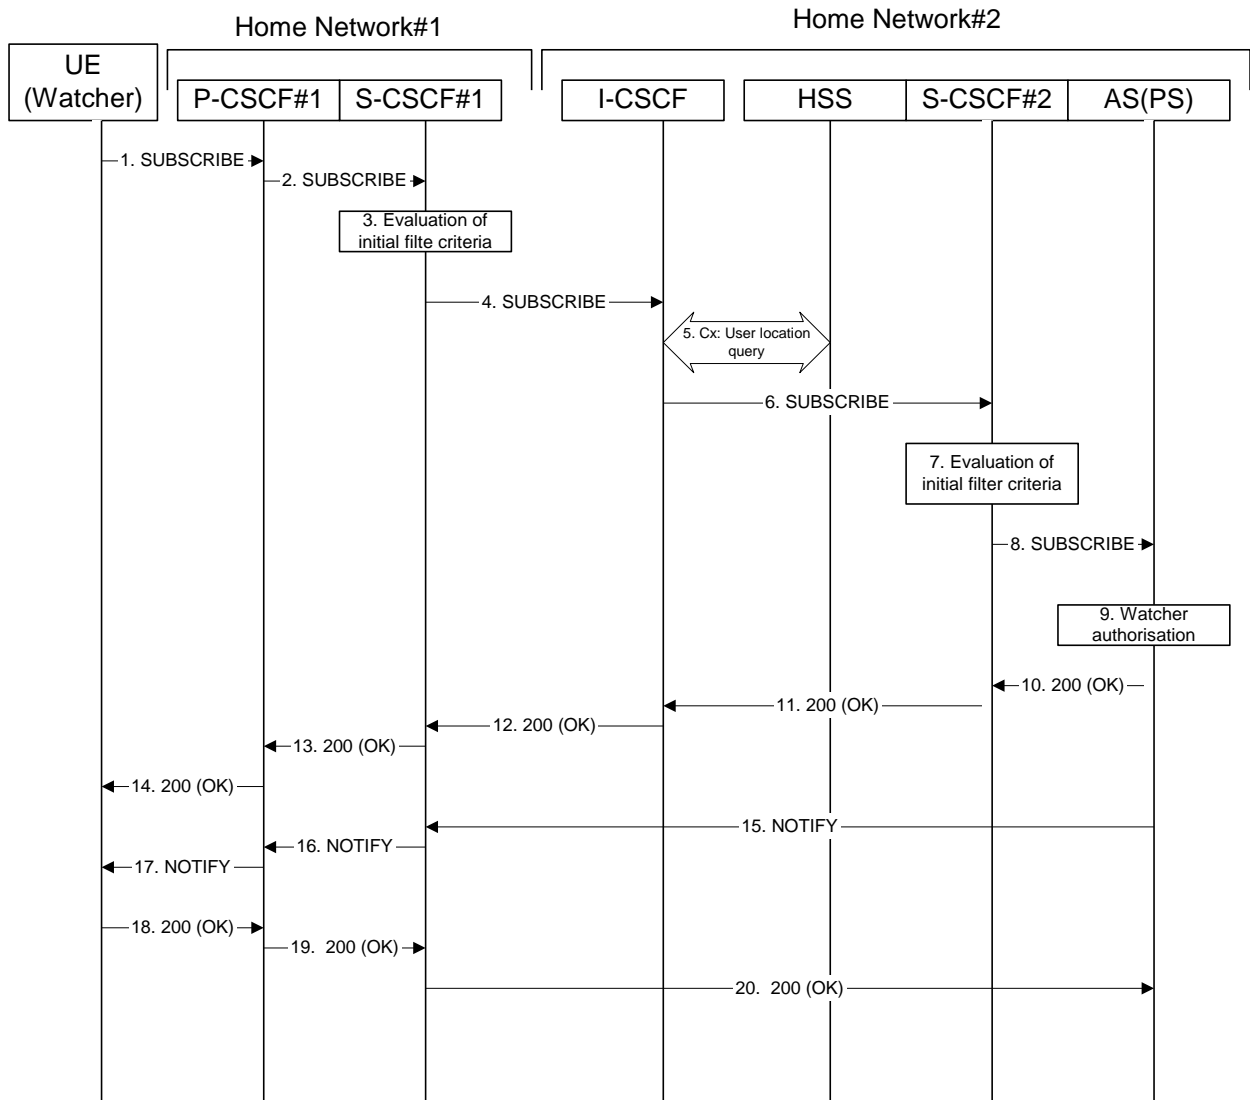 Home Network#1
Home Network#2
UE
(Watcher)
P-CSCF#1
S-CSCF#1
I-CSCF
HSS
S-CSCF#2
AS(PS)
1. SUBSCRIBE
2. SUBSCRIBE
3. Evaluation of
initial filte criteria
4. SUBSCRIBE
5. Cx: User location
query
6. SUBSCRIBE
7. Evaluation of
initial filter criteria
8. SUBSCRIBE
9. Watcher
authorisation
10. 200 (OK)
11. 200 (OK)
12. 200 (OK)
13. 200 (OK)
14. 200 (OK)
15. NOTIFY
16. NOTIFY
17. NOTIFY
18. 200 (OK)
19. 200 (OK)
20. 200 (OK)